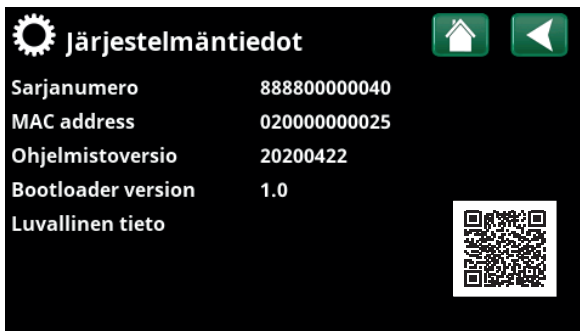 Järjestelmäntiedot
Sarjanumero 888800000040
MAC address 020000000025
Ohjelmistoversio 20200422
Bootloader version 1.0
Luvallinen tieto